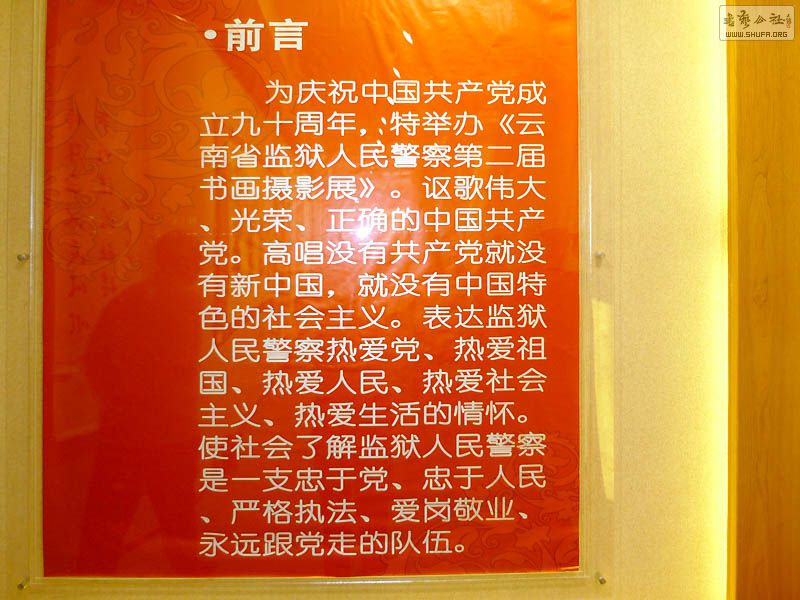 书艺公社
WWW.SHUFA.ORG
•前言
为庆祝中国共产党成
立九十周年,特举办《云
南省监狱人民警察第二届
书画摄影展》。讴歌伟大
、光荣、正确的中国共产
党。高唱没有共产党就没
有新中国，就没有中国特
色的社会主义。表达监狱
人民警察热爱党、热爱祖
国、热爱人民、热爱社会
主义、热爱生活的情怀。
使社会了解监狱人民警察
是一支忠于党、忠于人民
、严格执法、爱岗敬业、
永远跟党走的队伍。